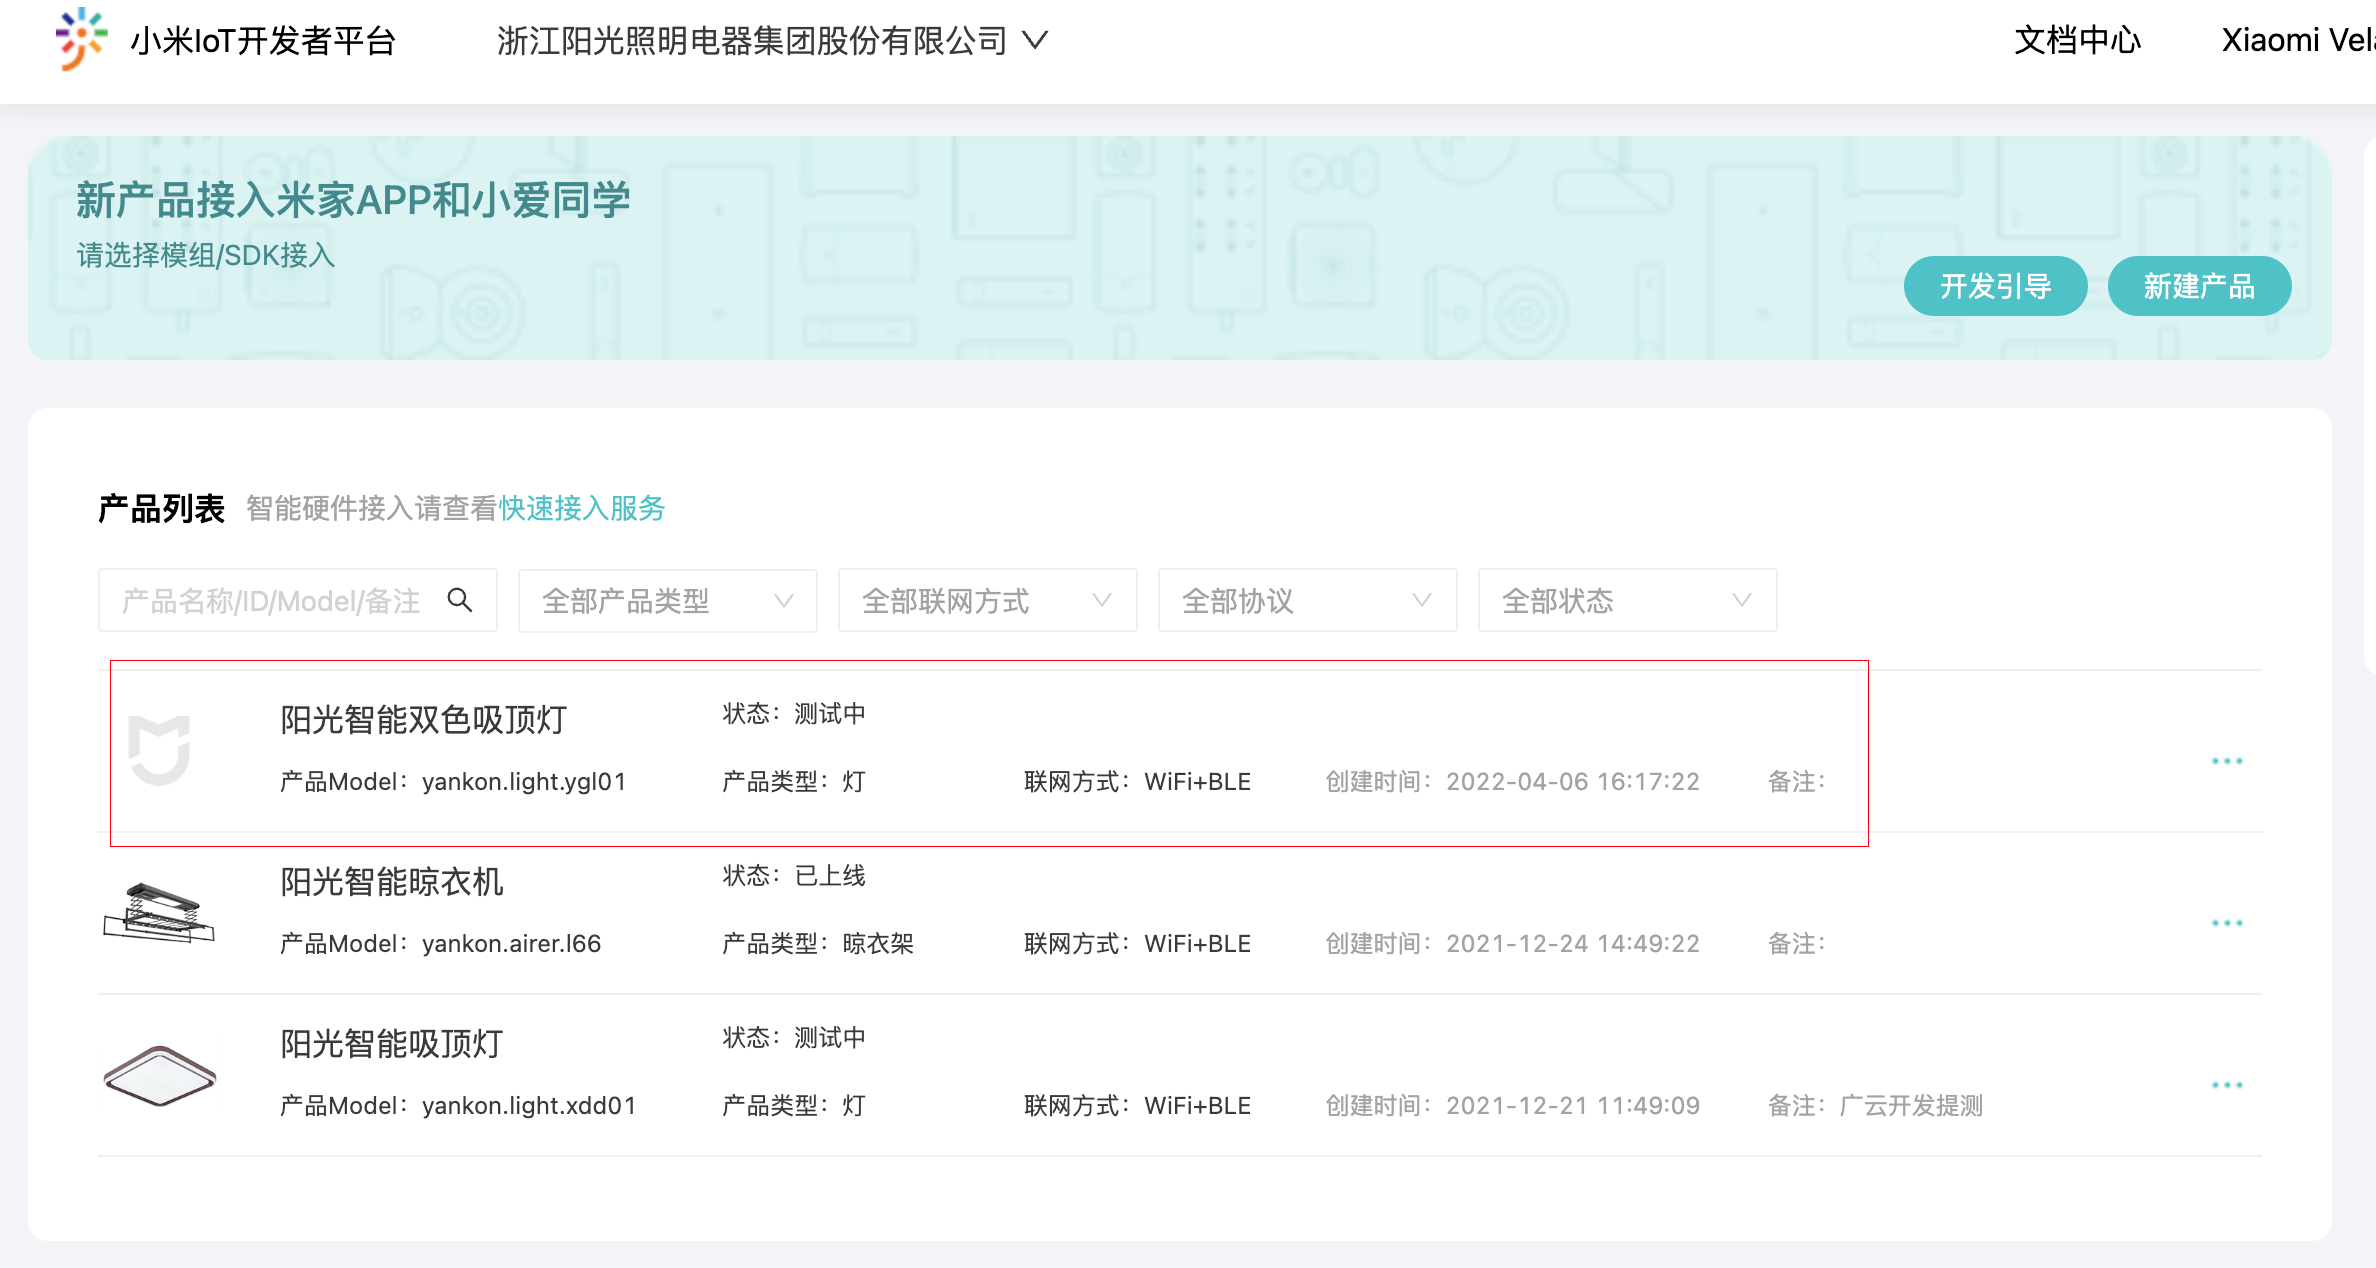 小米IoT开发者平台 浙江阳光照明电器集团股份有限公司 文档中心 Xiaomi Vela
新产品接入米家APP和小爱同学
请选择模组/SDK接入
开发引导 新建产品
产品列表 智能硬件接入请查看快速接入服务
产品名称/ID/Model/备注 全部产品类型 全部联网方式 全部协议 全部状态
阳光智能双色吸顶灯 状态：测试中
产品Model：yankon.light.ygl01 产品类型：灯 联网方式：WiFi+BLE 创建时间：2022-04-06 16:17:22 备注：
阳光智能晾衣机 状态：已上线
产品Model：yankon.airer.l66 产品类型：晾衣架 联网方式：WiFi+BLE 创建时间：2021-12-24 14:49:22 备注：
阳光智能吸顶灯 状态：测试中
产品Model：yankon.light.xdd01 产品类型：灯 联网方式：WiFi+BLE 创建时间：2021-12-21 11:49:09 备注：广云开发提测